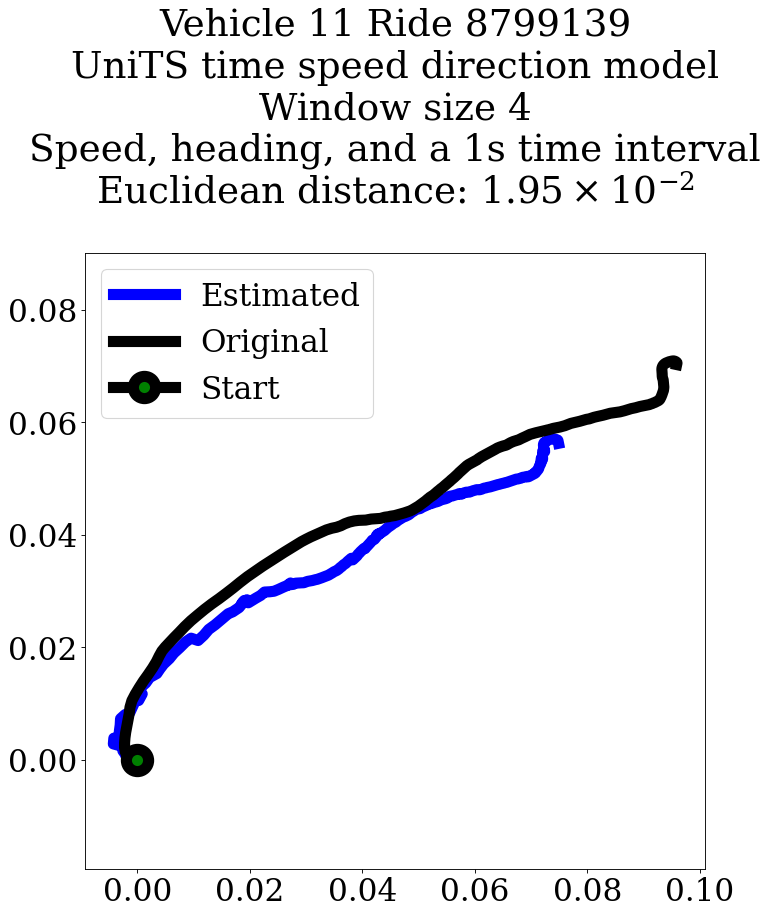 Vehicle 11 Ride 8799139
UniTS time speed direction model
Window size 4
Speed, heading, and a 1s time interval
Euclidean distance: 1.95 × 10⁻²
Estimated
Original
Start
0.08
0.06
0.04
0.02
0.00
0.00 0.02 0.04 0.06 0.08 0.10